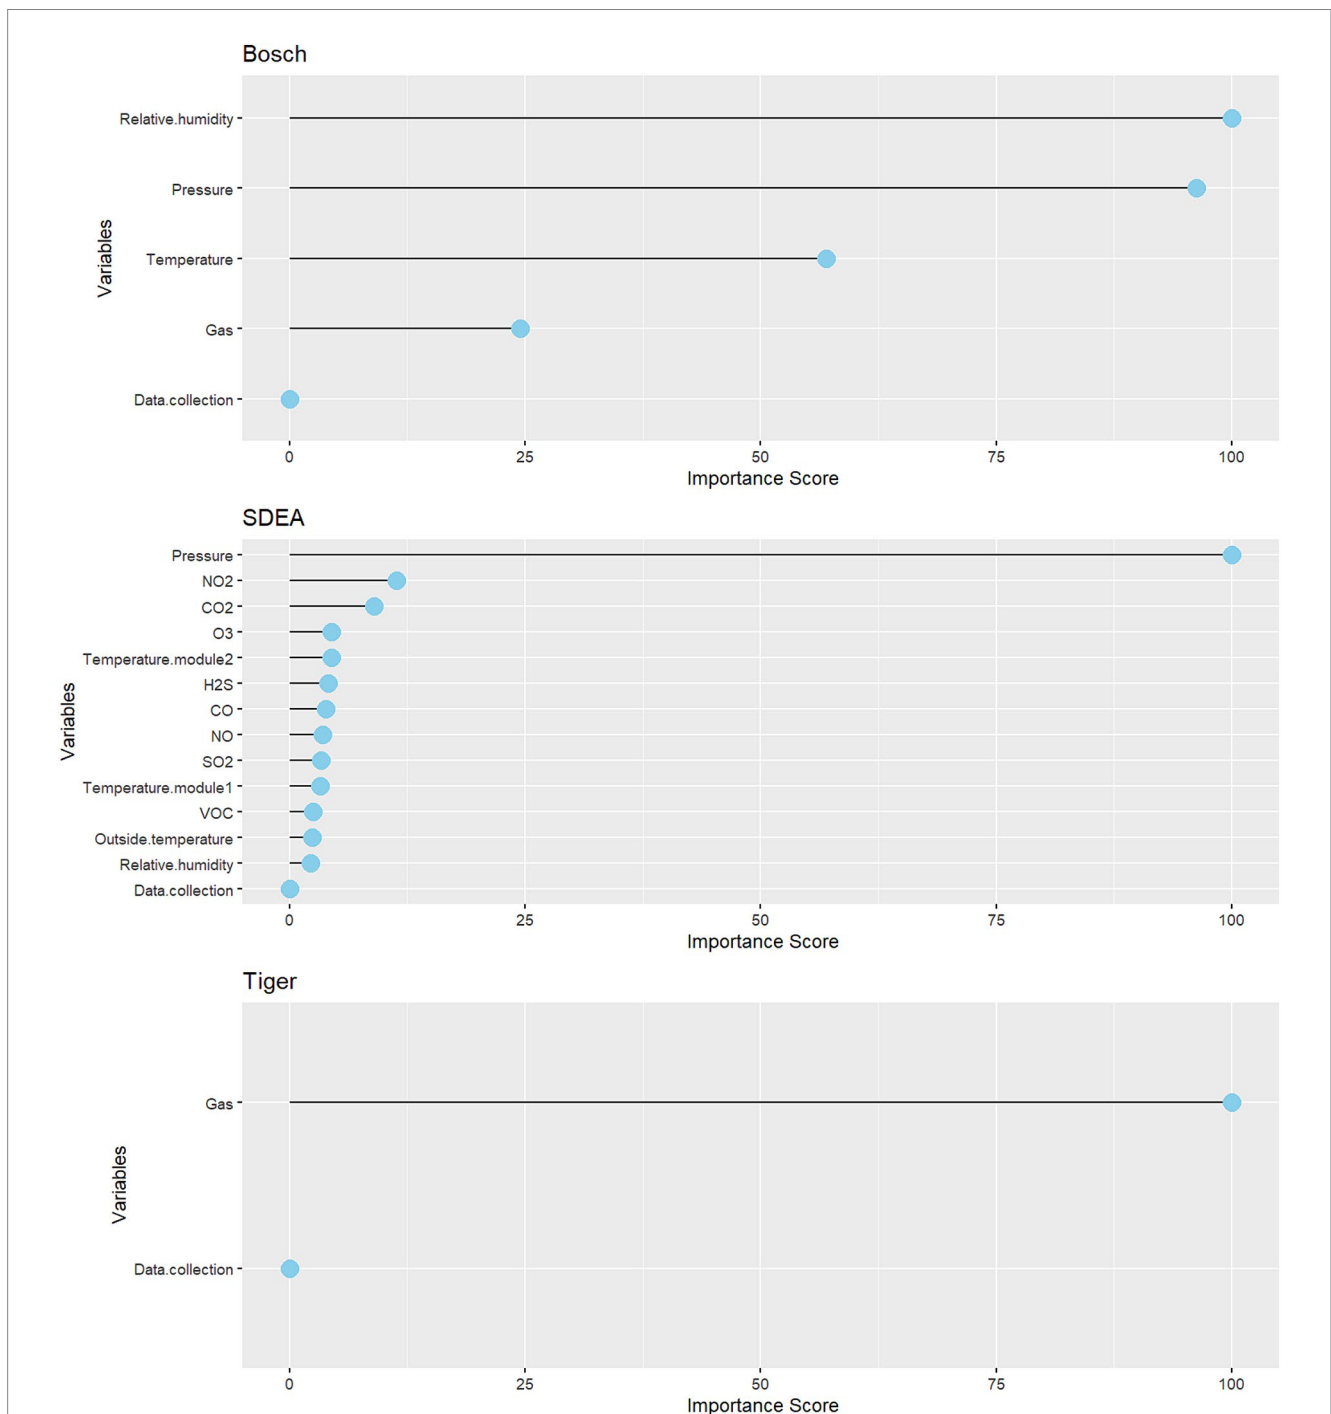 Bosch
Variables
Relative.humidity
Pressure
Temperature
Gas
Data.collection
0 25 50 75 100
Importance Score
SDEA
Variables
Pressure
NO2
CO2
O3
Temperature.module2
H2S
CO
NO
SO2
Temperature.module1
VOC
Outside.temperature
Relative.humidity
Data.collection
0 25 50 75 100
Importance Score
Tiger
Variables
Gas
Data.collection
0 25 50 75 100
Importance Score